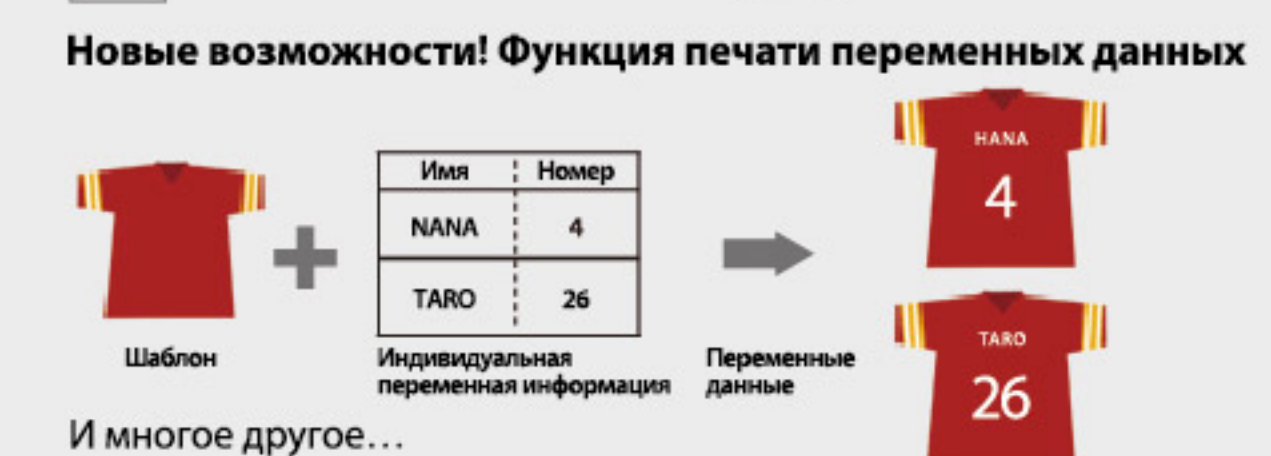 Новые возможности! Функция печати переменных данных
HANA
4
Имя Номер
NANA 4
TARO 26
TARO
26
Шаблон
Индивидуальная
переменная информация
Переменные
данные
И многое другое...